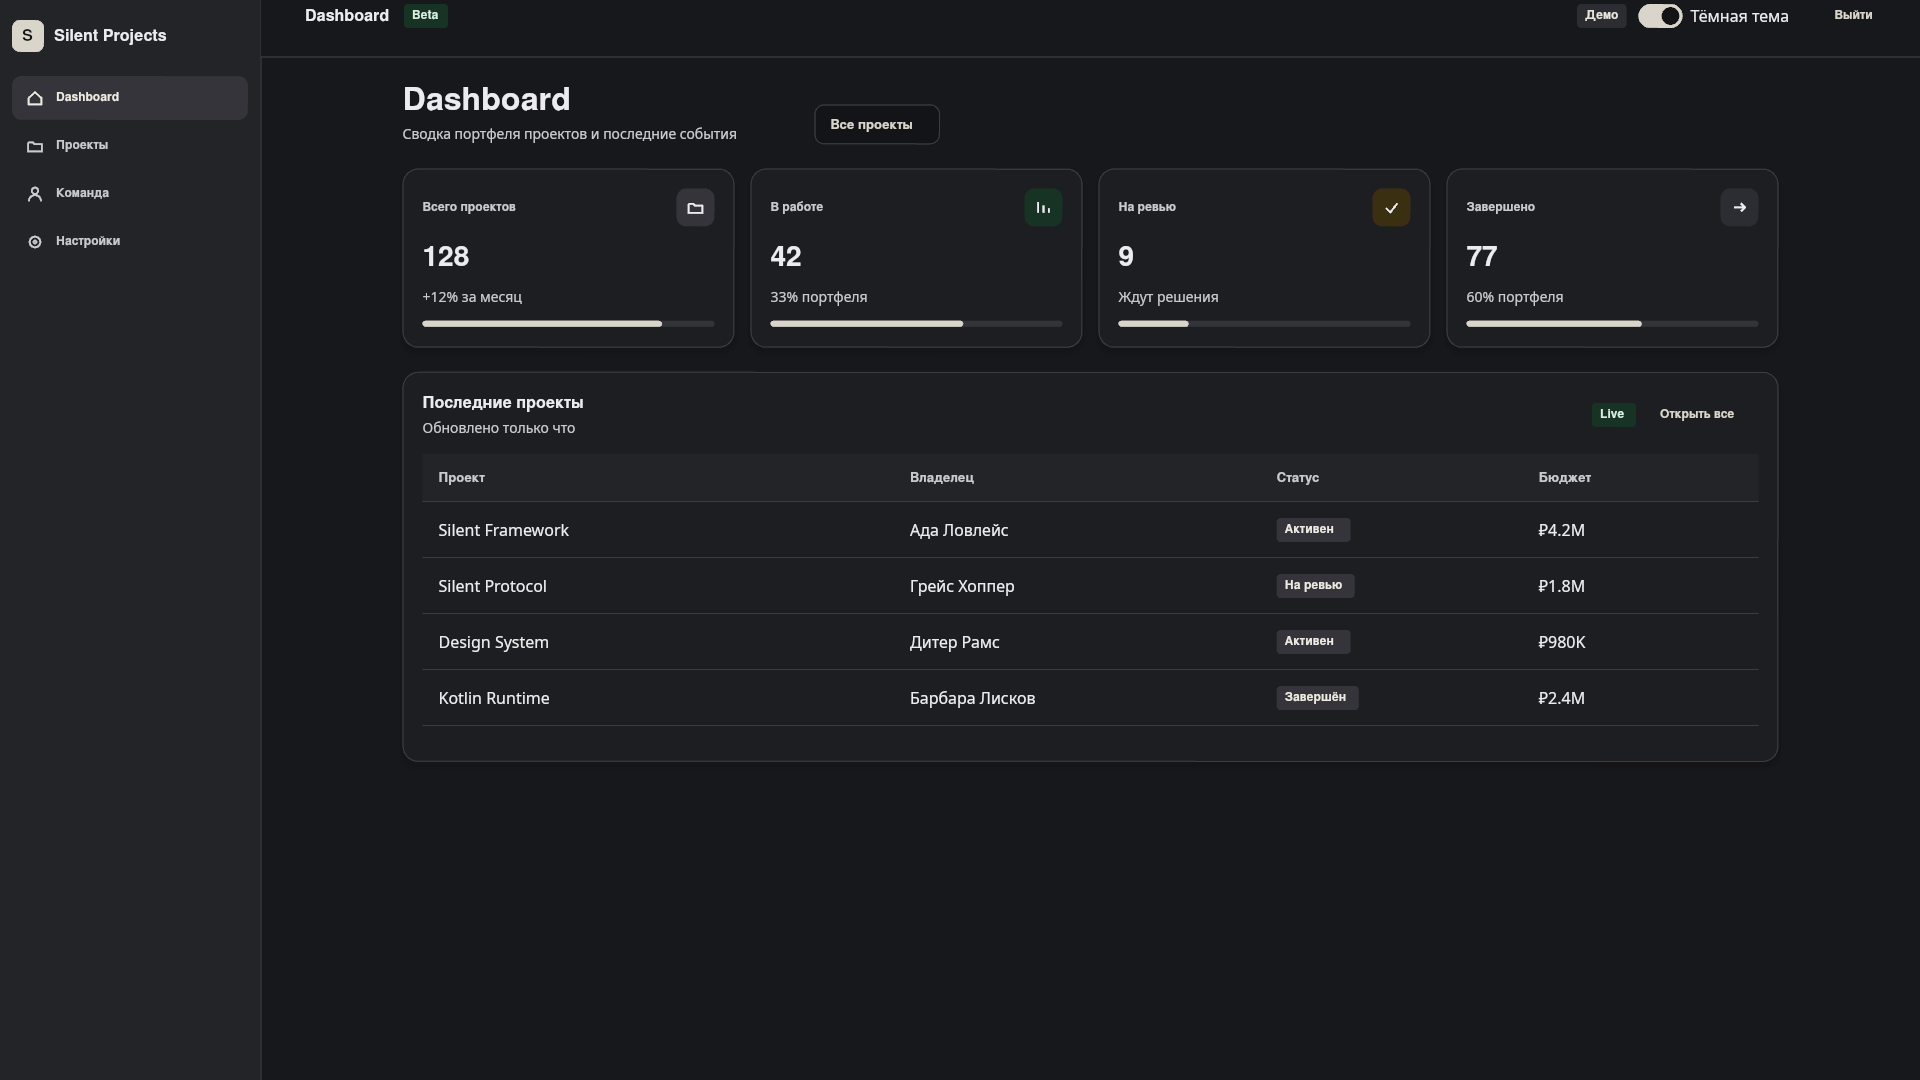 S
Silent Projects
Dashboard
Проекты
Команда
Настройки
Dashboard
Beta
Демо
Тёмная тема
Выйти
Dashboard
Сводка портфеля проектов и последние события
Все проекты
Всего проектов
128
+12% за месяц
В работе
42
33% портфеля
На ревью
9
Ждут решения
Завершено
77
60% портфеля
Последние проекты
Обновлено только что
Live
Открыть все
Проект Владелец Статус Бюджет
Silent Framework Ада Ловлейс Активен ₽4.2M
Silent Protocol Грейс Хоппер На ревью ₽1.8M
Design System Дитер Рамс Активен ₽980K
Kotlin Runtime Барбара Лисков Завершён ₽2.4M